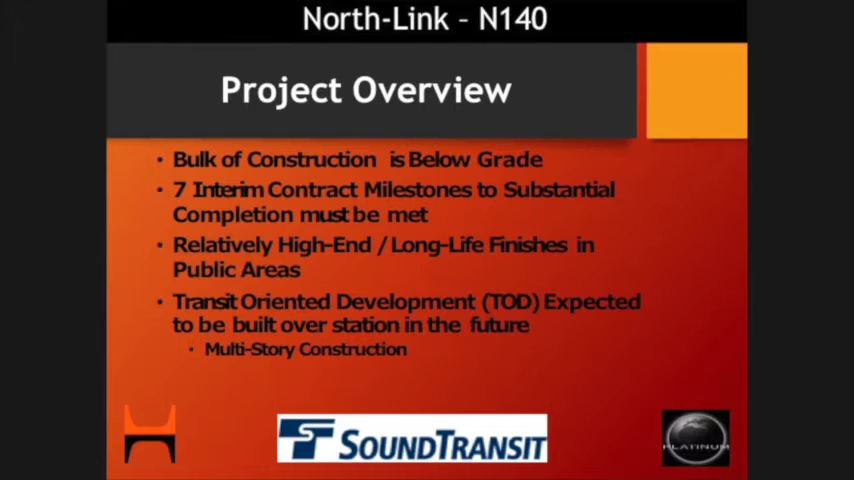 North-Link – N140
Project Overview
• Bulk of Construction is Below Grade
• 7 Interim Contract Milestones to Substantial
Completion must be met
• Relatively High-End / Long-Life Finishes in
Public Areas
• Transit Oriented Development (TOD) Expected
to be built over station in the future
• Multi-Story Construction
SOUNDTRANSIT
PLATINUM